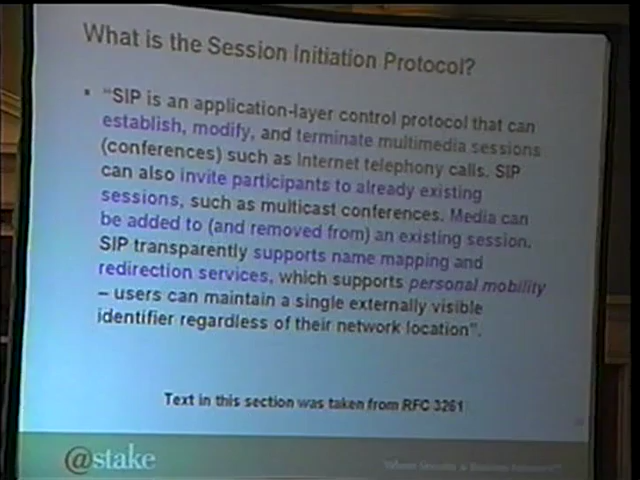 What is the Session Initiation Protocol?
▪ "SIP is an application-layer control protocol that can
establish, modify, and terminate multimedia sessions
(conferences) such as Internet telephony calls. SIP
can also invite participants to already existing
sessions, such as multicast conferences. Media can
be added to (and removed from) an existing session.
SIP transparently supports name mapping and
redirection services, which supports personal mobility
– users can maintain a single externally visible
identifier regardless of their network location".
Text in this section was taken from RFC 3261
@stake
Where Security & Business Intersect